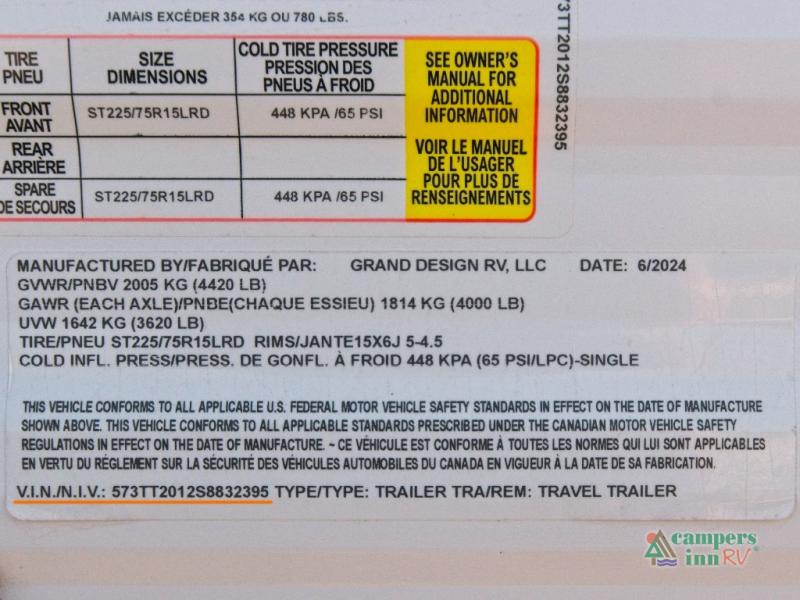 JAMAIS EXCÉDER 354 KG OU 780 LBS.
TIRE
PNEU
SIZE
DIMENSIONS
COLD TIRE PRESSURE
PRESSION DES
PNEUS À FROID
SEE OWNER'S
MANUAL FOR
ADDITIONAL
INFORMATION
VOIR LE MANUEL
DE L'USAGER
POUR PLUS DE
RENSEIGNEMENTS
FRONT
AVANT
ST225/75R15LRD
448 KPA /65 PSI
REAR
ARRIÈRE
SPARE
DE SECOURS
ST225/75R15LRD
448 KPA /65 PSI
573TT2012S8832395
MANUFACTURED BY/FABRIQUÉ PAR: GRAND DESIGN RV, LLC DATE: 6/2024
GVWR/PNBV 2005 KG (4420 LB)
GAWR (EACH AXLE)/PNBE(CHAQUE ESSIEU) 1814 KG (4000 LB)
UVW 1642 KG (3620 LB)
TIRE/PNEU ST225/75R15LRD RIMS/JANTE15X6J 5-4.5
COLD INFL. PRESS/PRESS. DE GONFL. À FROID 448 KPA (65 PSI/LPC)-SINGLE
THIS VEHICLE CONFORMS TO ALL APPLICABLE U.S. FEDERAL MOTOR VEHICLE SAFETY STANDARDS IN EFFECT ON THE DATE OF MANUFACTURE
SHOWN ABOVE. THIS VEHICLE CONFORMS TO ALL APPLICABLE STANDARDS PRESCRIBED UNDER THE CANADIAN MOTOR VEHICLE SAFETY
REGULATIONS IN EFFECT ON THE DATE OF MANUFACTURE. ~ CE VÉHICULE EST CONFORME À TOUTES LES NORMES QUI LUI SONT APPLICABLES
EN VERTU DU RÉGLEMENT SUR LA SÉCURITÉ DES VÉHICULES AUTOMOBILES DU CANADA EN VIGUEUR À LA DATE DE SA FABRICATION.
V.I.N./N.I.V.: 573TT2012S8832395 TYPE/TYPE: TRAILER TRA/REM: TRAVEL TRAILER
campers
inn RV®